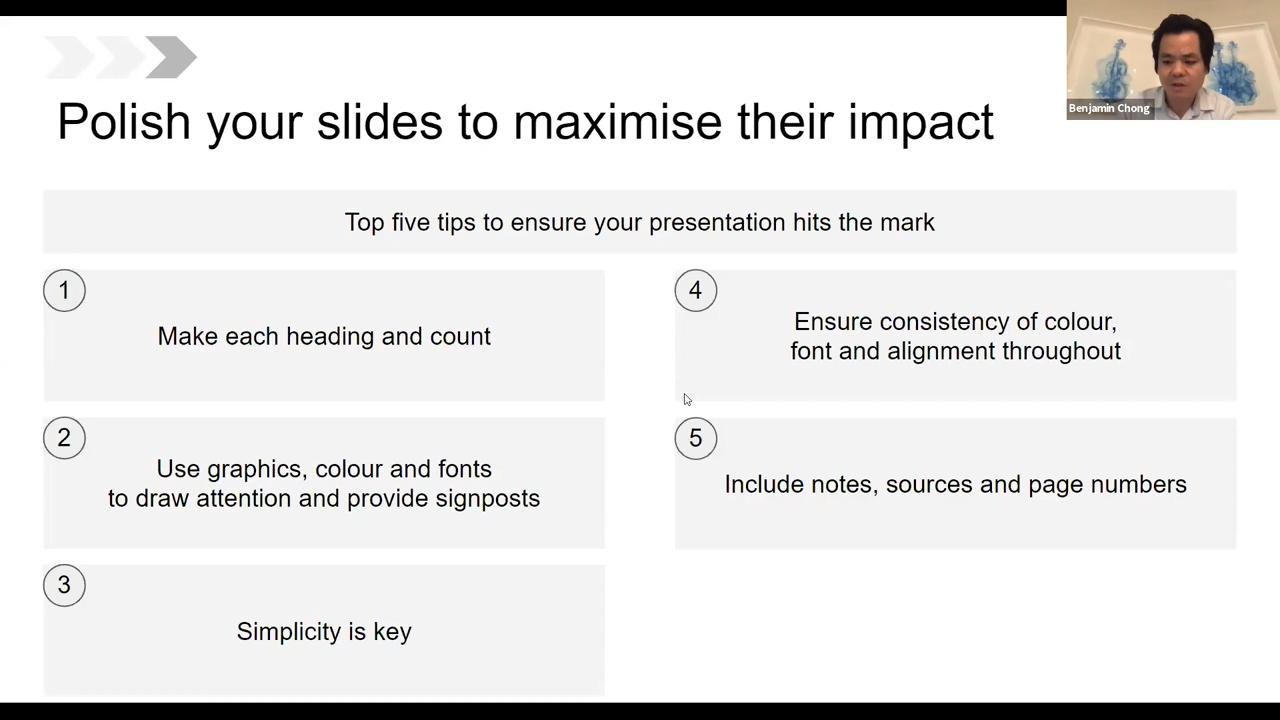 Polish your slides to maximise their impact
Benjamin Chong
Top five tips to ensure your presentation hits the mark
1
Make each heading and count
2
Use graphics, colour and fonts
to draw attention and provide signposts
3
Simplicity is key
4
Ensure consistency of colour,
font and alignment throughout
5
Include notes, sources and page numbers